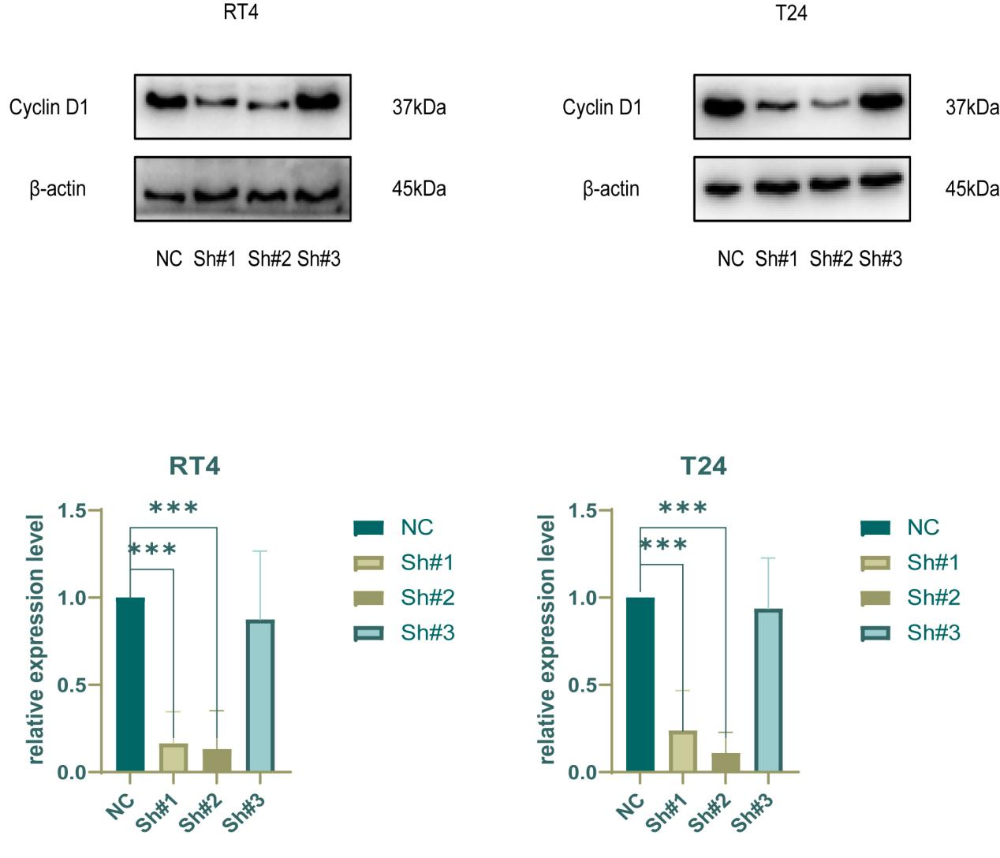 RT4
T24
Cyclin D1
37kDa
Cyclin D1
37kDa
β-actin
45kDa
β-actin
45kDa
NC Sh#1 Sh#2 Sh#3
NC Sh#1 Sh#2 Sh#3
RT4
relative expression level
1.5
1.0
0.5
0.0
***
***
NC
Sh#1
Sh#2
Sh#3
NC
Sh#1
Sh#2
Sh#3
T24
relative expression level
1.5
1.0
0.5
0.0
***
***
NC
Sh#1
Sh#2
Sh#3
NC
Sh#1
Sh#2
Sh#3